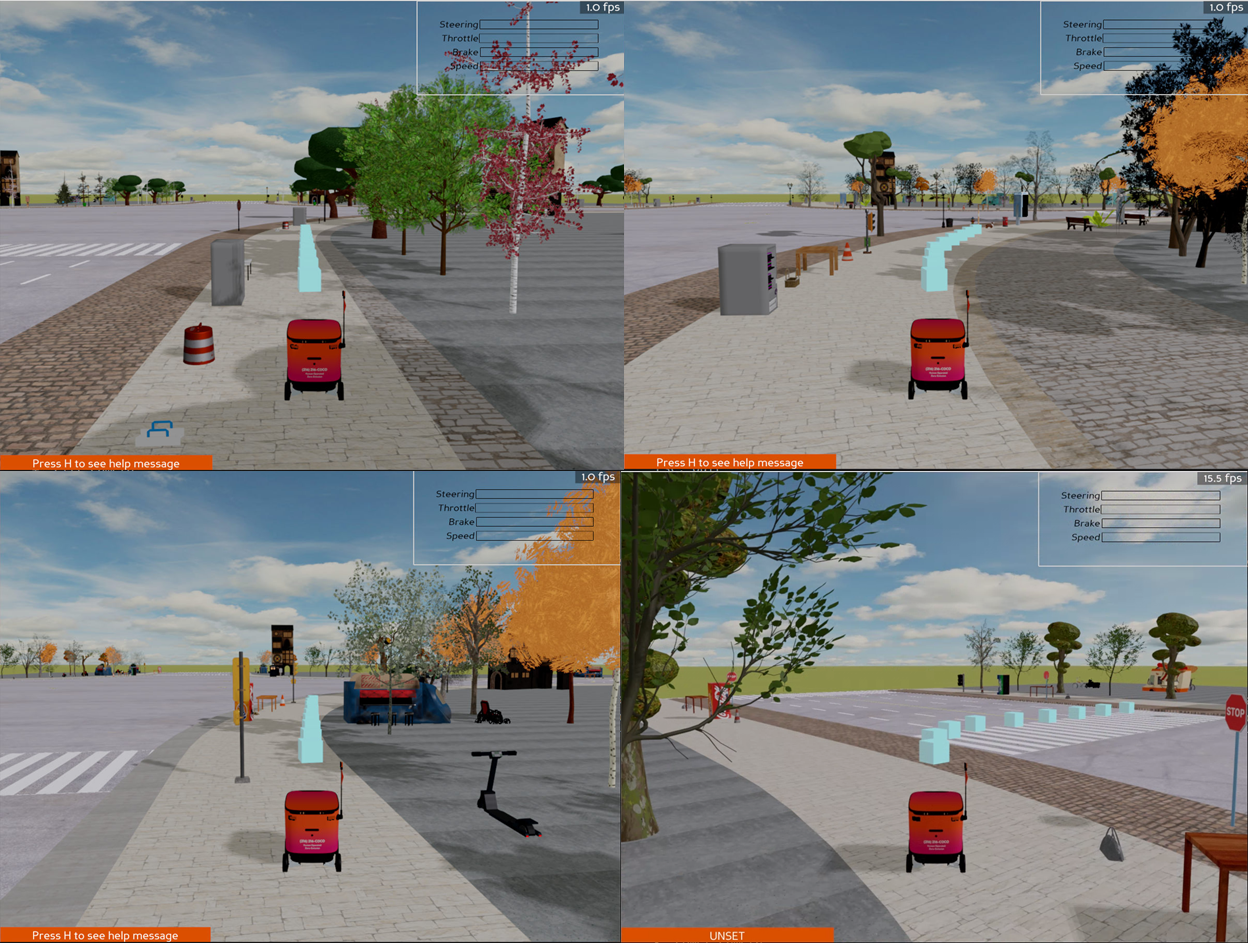 1.0 fps
Steering
Throttle
Brake
Speed
Press H to see help message
1.0 fps
Steering
Throttle
Brake
Speed
Press H to see help message
1.0 fps
Steering
Throttle
Brake
Speed
Press H to see help message
15.5 fps
Steering
Throttle
Brake
Speed
STOP
UNSET